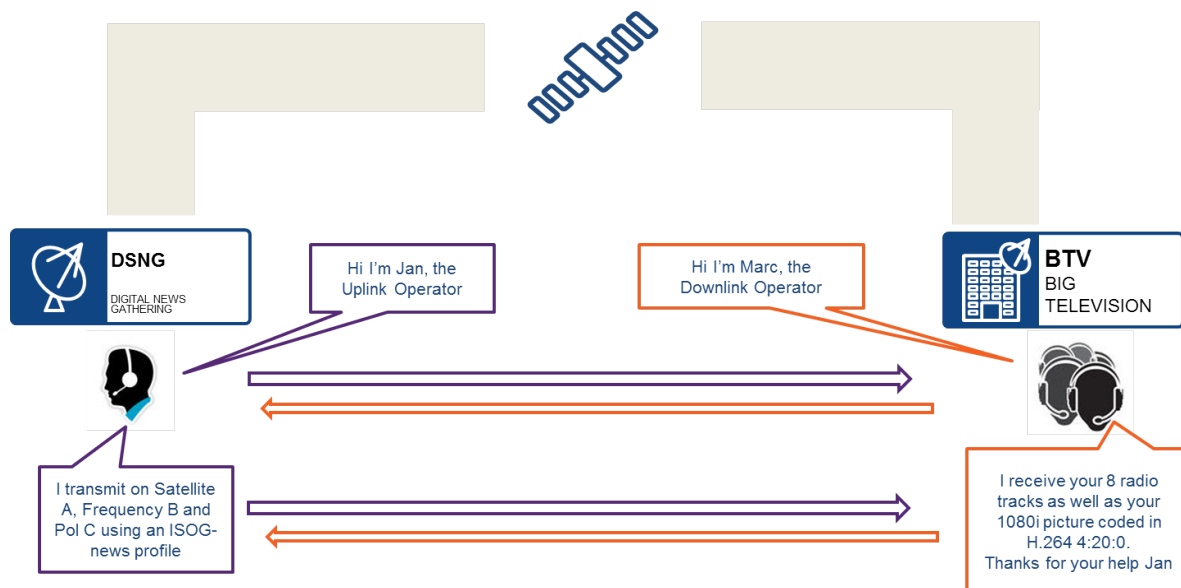 DSNG
DIGITAL NEWS
GATHERING
Hi I’m Jan, the
Uplink Operator
Hi I’m Marc, the
Downlink Operator
BTV
BIG
TELEVISION
I transmit on Satellite
A, Frequency B and
Pol C using an ISOG-
news profile
I receive your 8 radio
tracks as well as your
1080i picture coded in
H.264 4:20:0.
Thanks for your help Jan